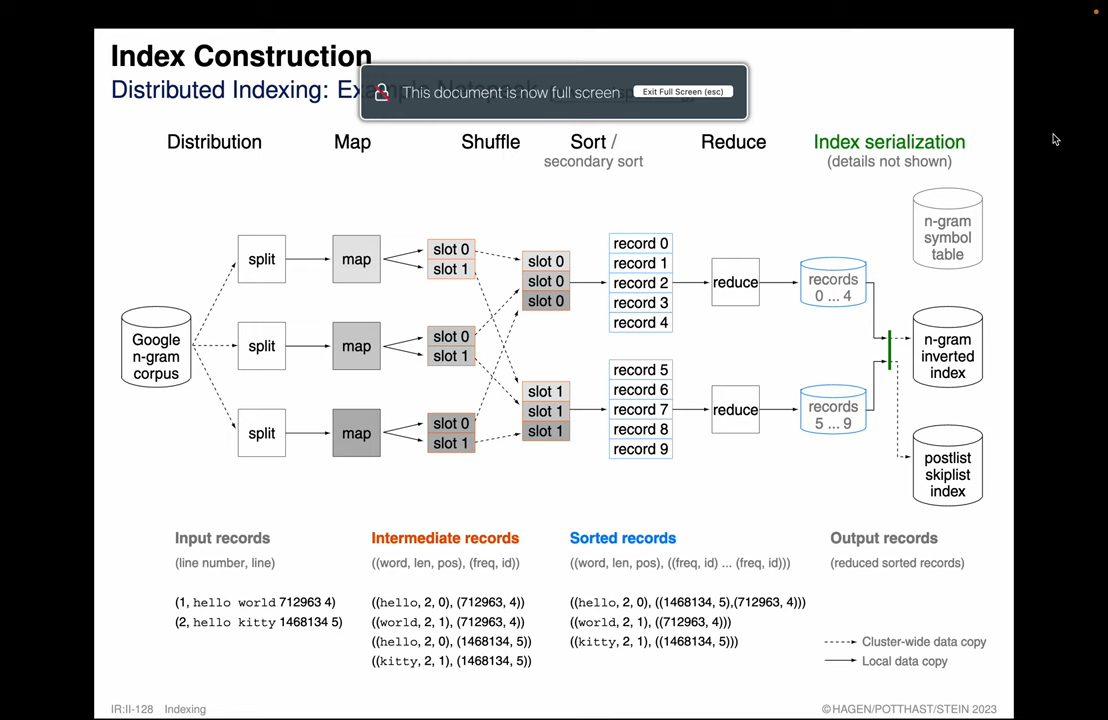 Index Construction
Distributed Indexing: Ex
This document is now full screen
Exit Full Screen (esc)
Distribution
Map
Shuffle
Sort /
secondary sort
Reduce
Index serialization
(details not shown)
n-gram
symbol
table
split
map
slot 0
slot 1
split
map
slot 0
slot 1
split
map
slot 0
slot 1
Google
n-gram
corpus
slot 0
slot 0
slot 0
slot 1
slot 1
slot 1
record 0
record 1
record 2
record 3
record 4
record 5
record 6
record 7
record 8
record 9
reduce
reduce
records
0 ... 4
records
5 ... 9
n-gram
inverted
index
postlist
skiplist
index
Input records
(line number, line)
(1, hello world 712963 4)
(2, hello kitty 1468134 5)
Intermediate records
((word, len, pos), (freq, id))
((hello, 2, 0), (712963, 4))
((world, 2, 1), (712963, 4))
((hello, 2, 0), (1468134, 5))
((kitty, 2, 1), (1468134, 5))
Sorted records
((word, len, pos), ((freq, id) ... (freq, id)))
((hello, 2, 0), ((1468134, 5),(712963, 4)))
((world, 2, 1), ((712963, 4)))
((kitty, 2, 1), ((1468134, 5)))
Output records
(reduced sorted records)
Cluster-wide data copy
Local data copy
IR:II-128 Indexing
©HAGEN/POTTHAST/STEIN 2023